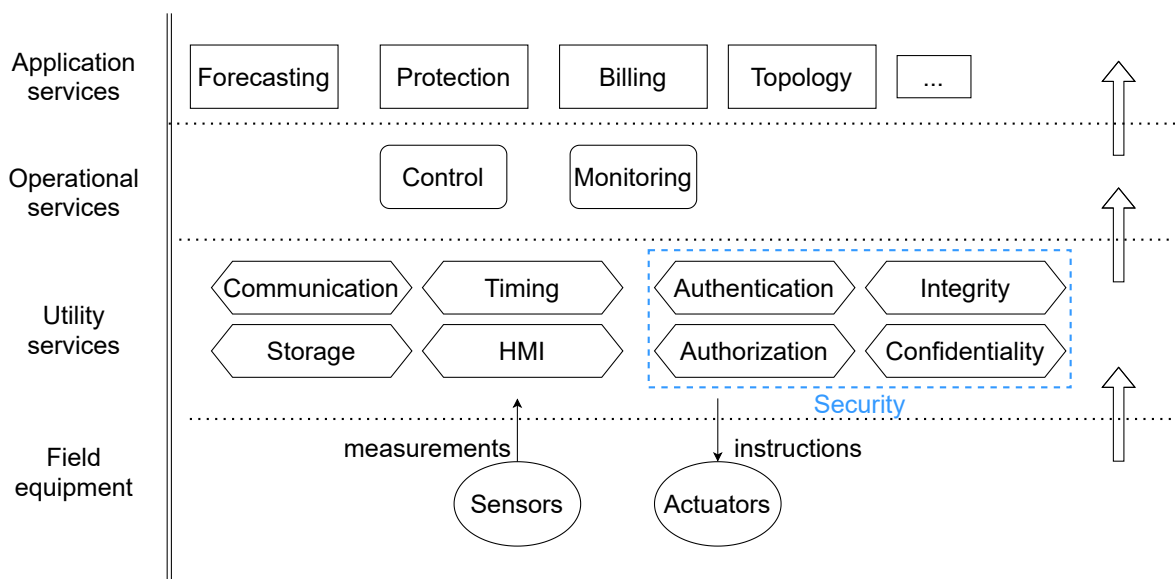 Application
services
Forecasting
Protection
Billing
Topology
...
Operational
services
Control
Monitoring
Utility
services
Communication
Timing
Authentication
Integrity
Storage
HMI
Authorization
Confidentiality
Security
Field
equipment
measurements
instructions
Sensors
Actuators